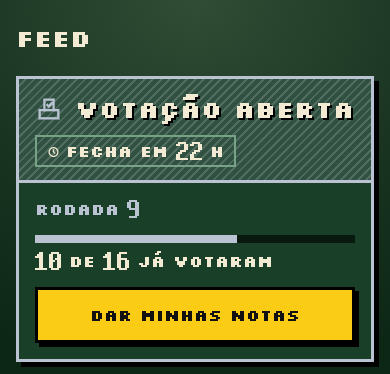 FEED
VOTAÇÃO ABERTA
FECHA EM 22 H
RODADA 9
10 DE 16 JÁ VOTARAM
DAR MINHAS NOTAS